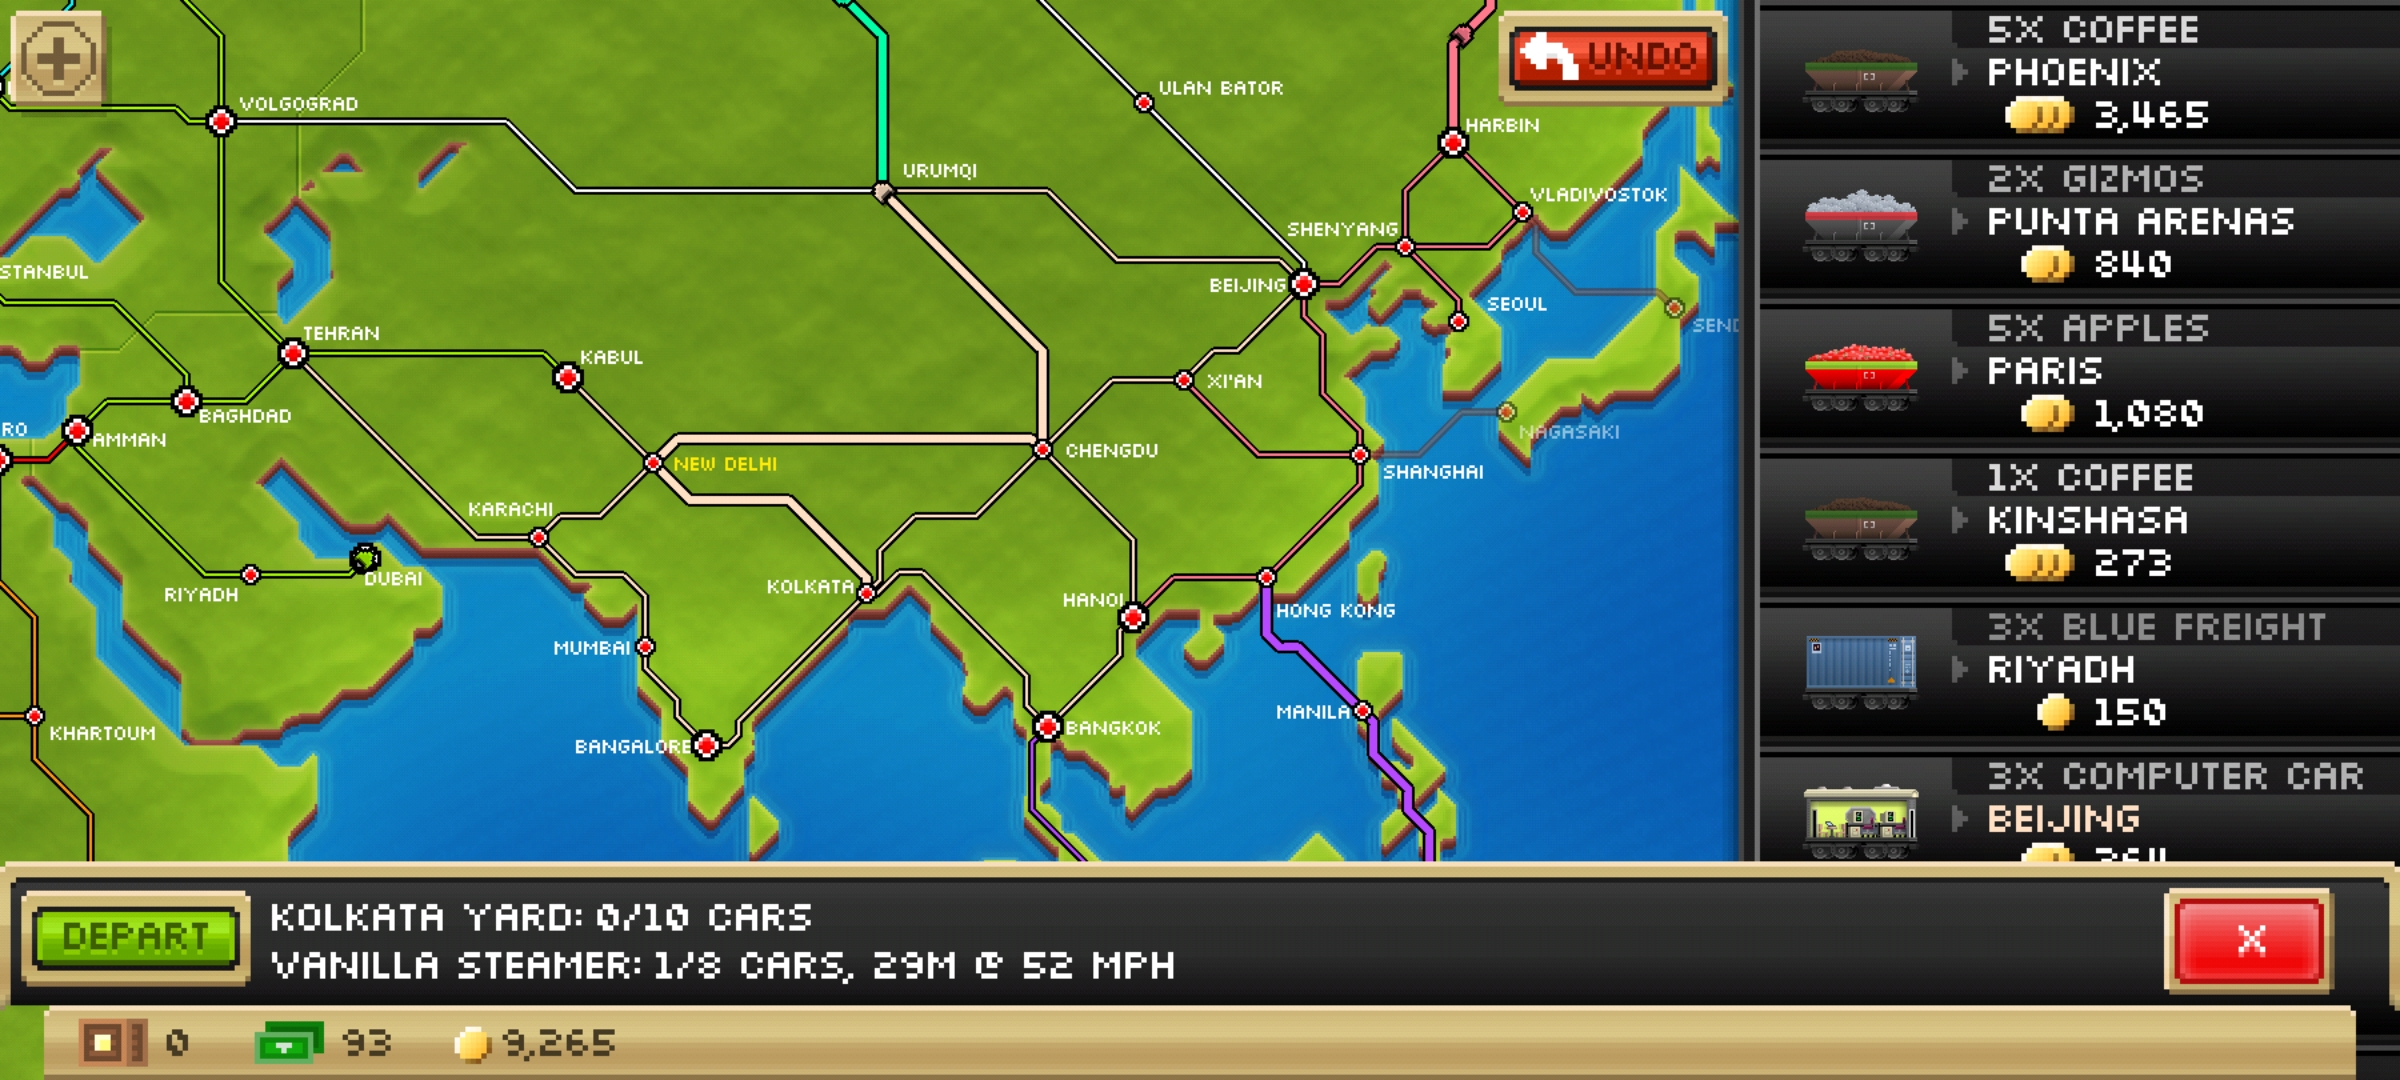 UNDO
ULAN BATOR
VOLGOGRAD
HARBIN
URUMQI
VLADIVOSTOK
SHENYANG
STANBUL
BEIJING
SEOUL
SEND
TEHRAN
KABUL
XI'AN
BAGHDAD
RO
AMMAN
NAGASAKI
CHENGDU
NEW DELHI
SHANGHAI
KARACHI
DUBAI
KOLKATA
RIYADH
HANOI
HONG KONG
MUMBAI
MANILA
BANGKOK
KHARTOUM
BANGALORE
5X COFFEE
PHOENIX
3,465
2X GIZMOS
PUNTA ARENAS
840
5X APPLES
PARIS
1,080
1X COFFEE
KINSHASA
273
3X BLUE FREIGHT
RIYADH
150
3X COMPUTER CAR
BEIJING
DEPART
KOLKATA YARD: 0/10 CARS
VANILLA STEAMER: 1/8 CARS, 29M @ 52 MPH
X
0
93
9,265